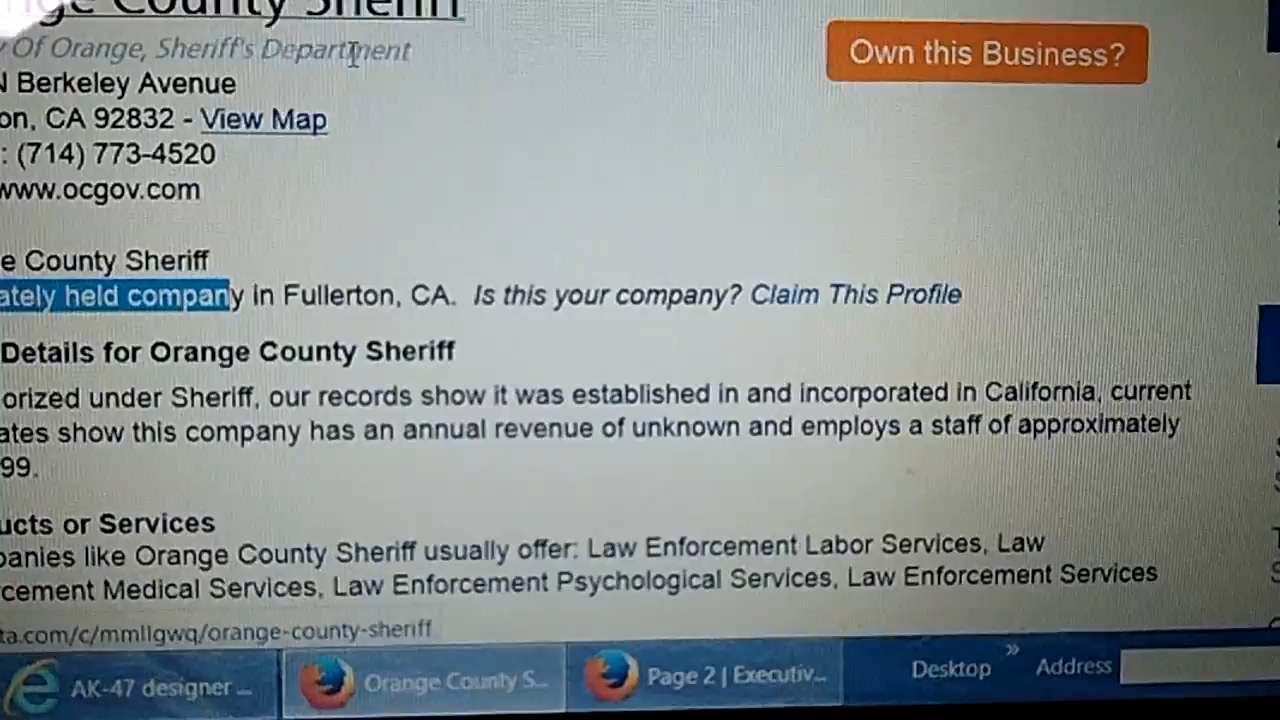 nge County Sheriff
Of Orange, Sheriff's Department
N Berkeley Avenue
on, CA 92832 - View Map
: (714) 773-4520
www.ocgov.com
Own this Business?
e County Sheriff
ately held company in Fullerton, CA. Is this your company? Claim This Profile
Details for Orange County Sheriff
orized under Sheriff, our records show it was established in and incorporated in California, current
ates show this company has an annual revenue of unknown and employs a staff of approximately
99.
ucts or Services
panies like Orange County Sheriff usually offer: Law Enforcement Labor Services, Law
cement Medical Services, Law Enforcement Psychological Services, Law Enforcement Services
ta.com/c/mmllgwq/orange-county-sheriff
AK-47 designer ...
Orange County S...
Page 2 | Executiv...
Desktop
»
Address